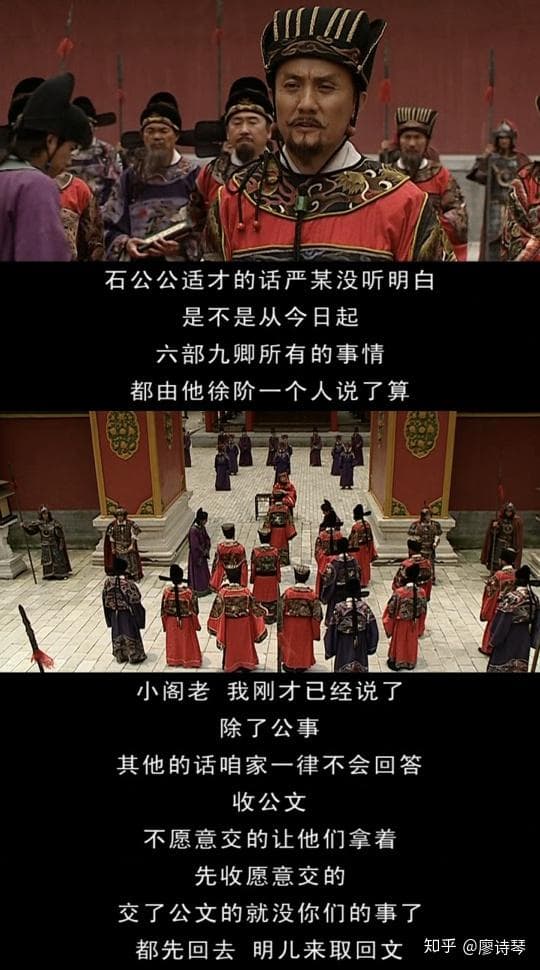 石公公适才的话严某没听明白
是不是从今日起
六部九卿所有的事情
都由他徐阶一个人说了算
小阁老 我刚才已经说了
除了公事
其他的话咱家一律不会回答
收公文
不愿意交的让他们拿着
先收愿意交的
交了公文的就没你们的事了
都先回去 明儿来取回文
知乎 @廖诗琴